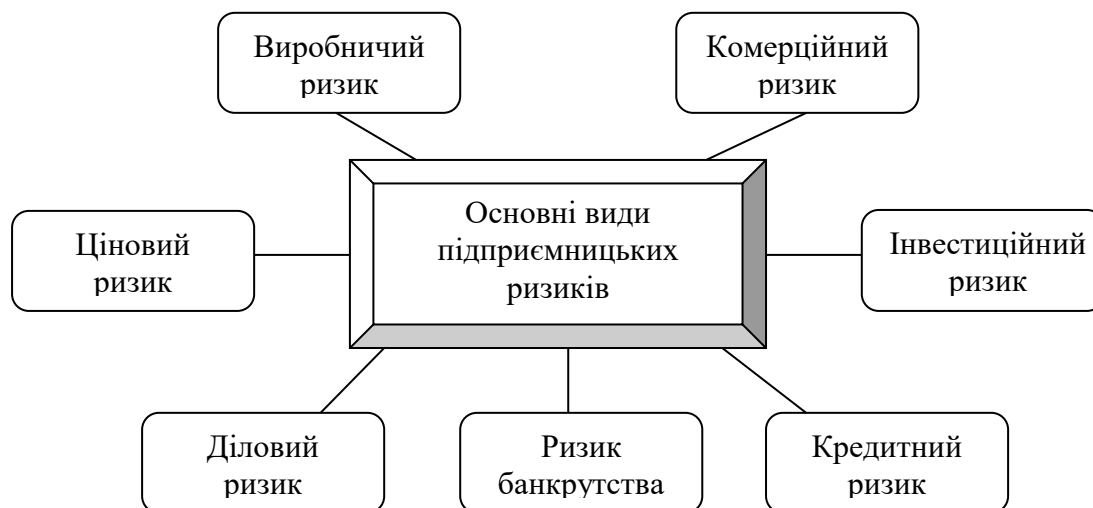 Виробничий
ризик
Комерційний
ризик
Основні види
підприємницьких
ризиків
Ціновий
ризик
Інвестиційний
ризик
Діловий
ризик
Ризик
банкрутства
Кредитний
ризик